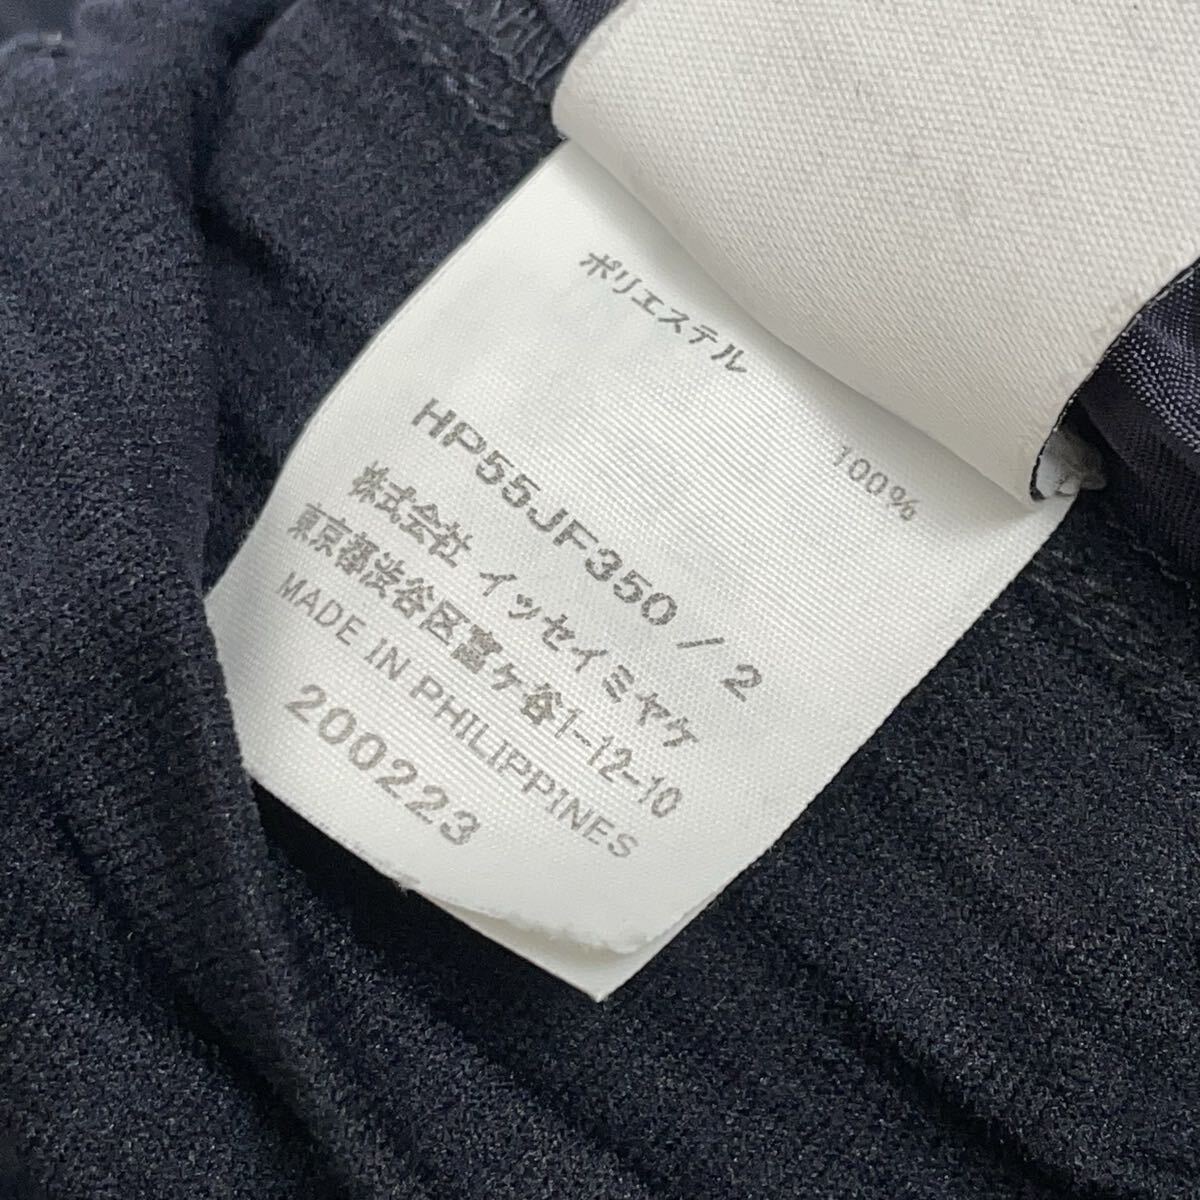 ポリエステル 100%
HP55JF350 / 2
株式会社 イッセイミヤケ
東京都渋谷区富ヶ谷1-12-10
MADE IN PHILIPPINES
200223